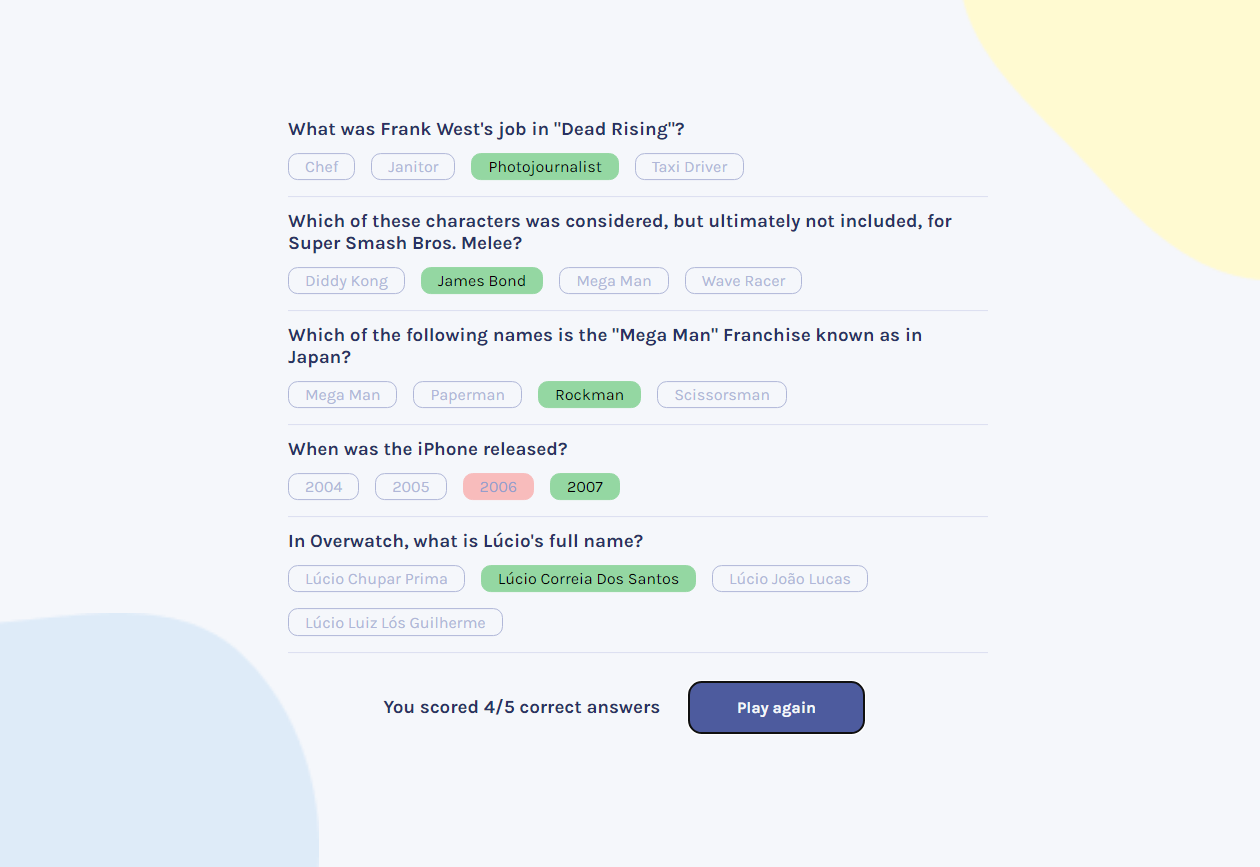 What was Frank West's job in "Dead Rising"?
Chef Janitor Photojournalist Taxi Driver
Which of these characters was considered, but ultimately not included, for
Super Smash Bros. Melee?
Diddy Kong James Bond Mega Man Wave Racer
Which of the following names is the "Mega Man" Franchise known as in
Japan?
Mega Man Paperman Rockman Scissorsman
When was the iPhone released?
2004 2005 2006 2007
In Overwatch, what is Lúcio's full name?
Lúcio Chupar Prima Lúcio Correia Dos Santos Lúcio João Lucas
Lúcio Luiz Lós Guilherme
You scored 4/5 correct answers Play again